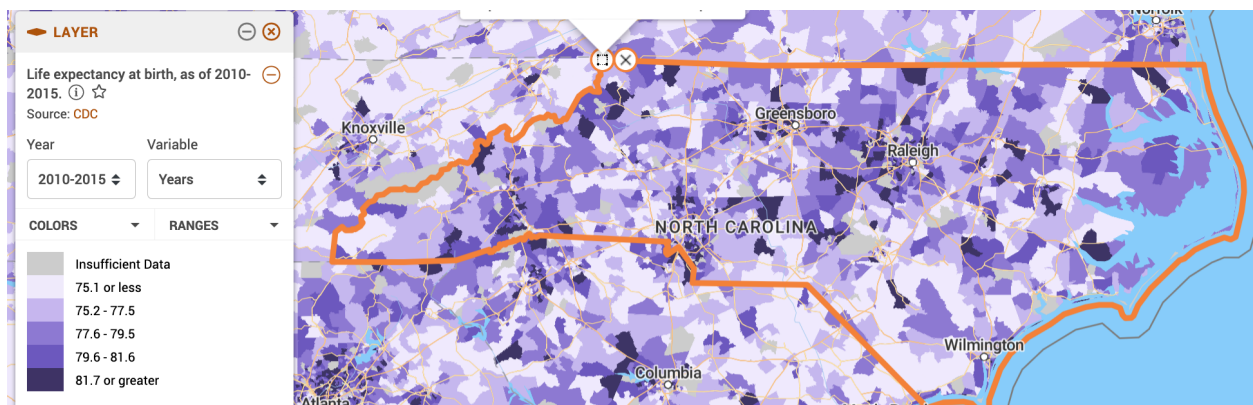 LAYER
Life expectancy at birth, as of 2010-
2015.
Source: CDC
Year
Variable
2010-2015
Years
COLORS
RANGES
Insufficient Data
75.1 or less
75.2 - 77.5
77.6 - 79.5
79.6 - 81.6
81.7 or greater
Norfolk
Knoxville
Greensboro
Raleigh
NORTH CAROLINA
Wilmington
Columbia
Atlanta